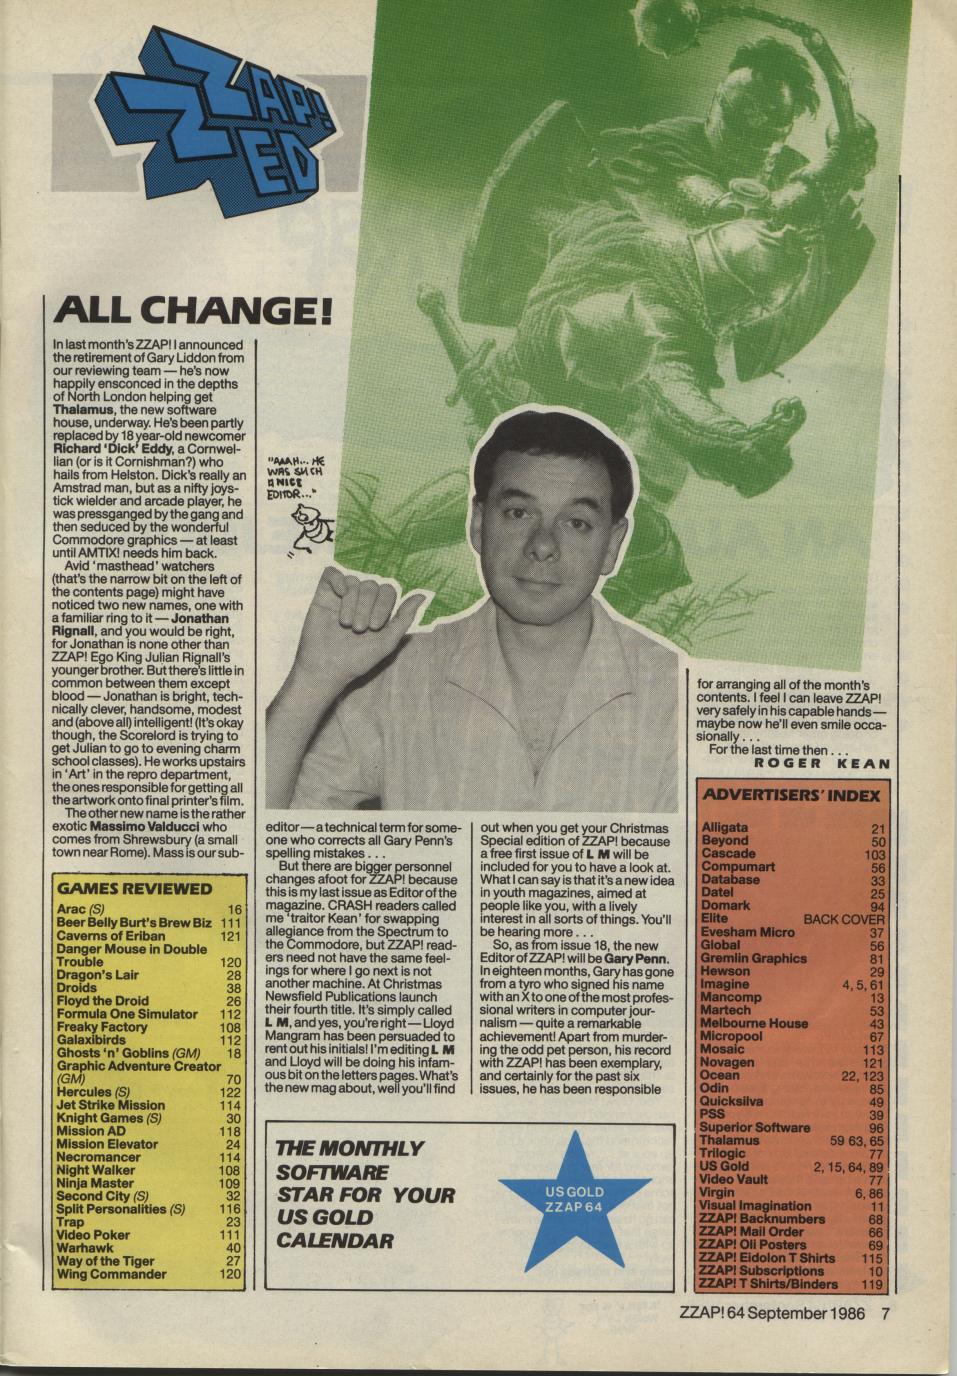 ZZAP!
ZED
ALL CHANGE!
In last month's ZZAP! I announced
the retirement of Gary Liddon from
our reviewing team — he's now
happily ensconced in the depths
of North London helping get
Thalamus, the new software
house, underway. He's been partly
replaced by 18 year-old newcomer
Richard 'Dick' Eddy, a Cornwel-
lian (or is it Cornishman?) who
hails from Helston. Dick's really an
Amstrad man, but as a nifty joys-
tick wielder and arcade player, he
was pressganged by the gang and
then seduced by the wonderful
Commodore graphics — at least
until AMTIX! needs him back.
Avid 'masthead' watchers
(that's the narrow bit on the left of
the contents page) might have
noticed two new names, one with
a familiar ring to it — Jonathan
Rignall, and you would be right,
for Jonathan is none other than
ZZAP! Ego King Julian Rignall's
younger brother. But there's little in
common between them except
blood — Jonathan is bright, tech-
nically clever, handsome, modest
and (above all) intelligent! (It's okay
though, the Scorelord is trying to
get Julian to go to evening charm
school classes). He works upstairs
in 'Art' in the repro department,
the ones responsible for getting all
the artwork onto final printer's film.
The other new name is the rather
exotic Massimo Valducci who
comes from Shrewsbury (a small
town near Rome). Mass is our sub-
"AAAH... HE
WAS SUCH
A NICE
EDITOR..."
editor — a technical term for some-
one who corrects all Gary Penn's
spelling mistakes . . .
But there are bigger personnel
changes afoot for ZZAP! because
this is my last issue as Editor of the
magazine. CRASH readers called
me 'traitor Kean' for swapping
allegiance from the Spectrum to
the Commodore, but ZZAP! read-
ers need not have the same feel-
ings for where I go next is not
another machine. At Christmas
Newsfield Publications launch
their fourth title. It's simply called
L M, and yes, you're right — Lloyd
Mangram has been persuaded to
rent out his initials! I'm editing L M
and Lloyd will be doing his infam-
ous bit on the letters pages. What's
the new mag about, well you'll find
out when you get your Christmas
Special edition of ZZAP! because
a free first issue of L M will be
included for you to have a look at.
What I can say is that it's a new idea
in youth magazines, aimed at
people like you, with a lively
interest in all sorts of things. You'll
be hearing more . . .
So, as from issue 18, the new
Editor of ZZAP! will be Gary Penn.
In eighteen months, Gary has gone
from a tyro who signed his name
with an X to one of the most profes-
sional writers in computer jour-
nalism — quite a remarkable
achievement! Apart from murder-
ing the odd pet person, his record
with ZZAP! has been exemplary,
and certainly for the past six
issues, he has been responsible
for arranging all of the month's
contents. I feel I can leave ZZAP!
very safely in his capable hands —
maybe now he'll even smile occa-
sionally . . .
For the last time then . . .
ROGER KEAN
GAMES REVIEWED
Arac (S) 16
Beer Belly Burt's Brew Biz 111
Caverns of Eriban 121
Danger Mouse in Double
Trouble 120
Dragon's Lair 28
Droids 38
Floyd the Droid 26
Formula One Simulator 112
Freaky Factory 108
Galaxibirds 112
Ghosts 'n' Goblins (GM) 18
Graphic Adventure Creator
(GM) 70
Hercules (S) 122
Jet Strike Mission 114
Knight Games (S) 30
Mission AD 118
Mission Elevator 24
Necromancer 114
Night Walker 108
Ninja Master 109
Second City (S) 32
Split Personalities (S) 116
Trap 23
Video Poker 111
Warhawk 40
Way of the Tiger 27
Wing Commander 120
THE MONTHLY
SOFTWARE
STAR FOR YOUR
US GOLD
CALENDAR
US GOLD
ZZAP 64
ADVERTISERS' INDEX
Alligata 21
Beyond 50
Cascade 103
Compumart 56
Database 33
Datel 25
Domark 94
Elite BACK COVER
Evesham Micro 37
Global 56
Gremlin Graphics 81
Hewson 29
Imagine 4, 5, 61
Mancomp 13
Martech 53
Melbourne House 43
Micropool 67
Mosaic 113
Novagen 121
Ocean 22, 123
Odin 85
Quicksilva 49
PSS 39
Superior Software 96
Thalamus 59 63, 65
Trilogic 77
US Gold 2, 15, 64, 89
Video Vault 77
Virgin 6, 86
Visual Imagination 11
ZZAP! Backnumbers 68
ZZAP! Mail Order 66
ZZAP! Oli Posters 69
ZZAP! Eidolon T Shirts 115
ZZAP! Subscriptions 10
ZZAP! T Shirts/Binders 119
ZZAP! 64 September 1986 7